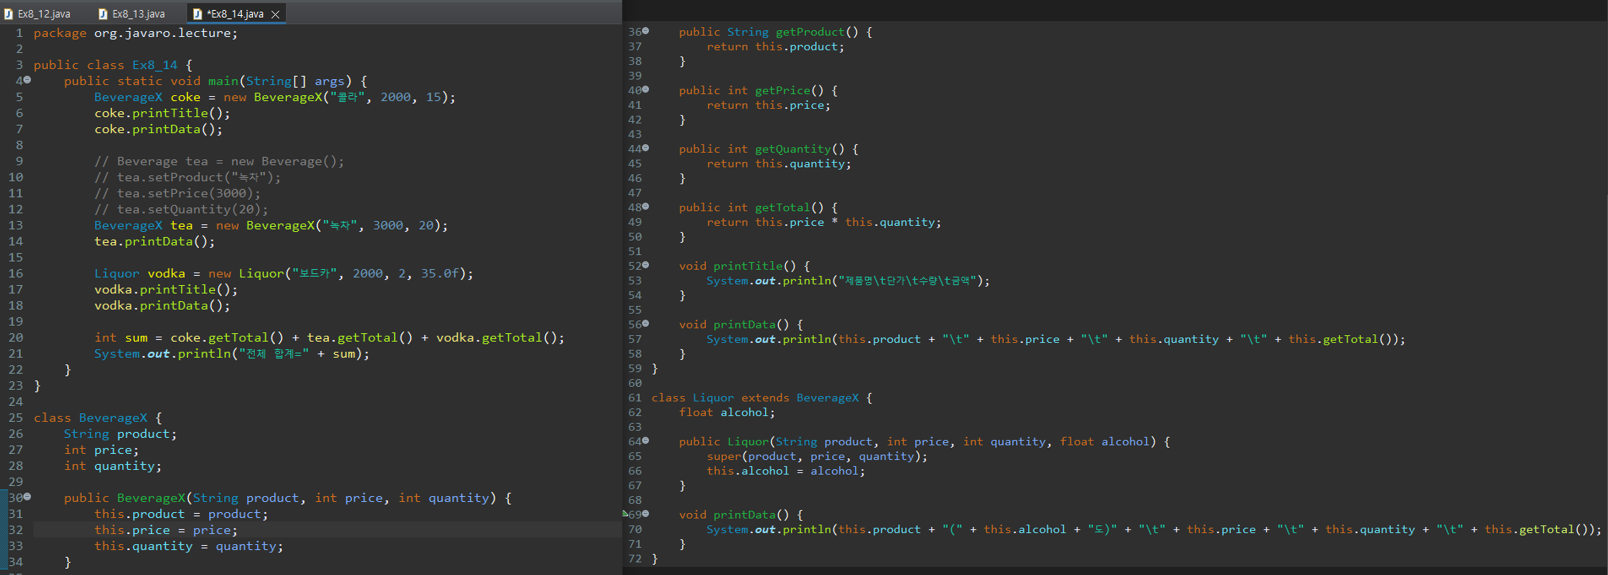 Ex8_12.java Ex8_13.java *Ex8_14.java
1 package org.javaro.lecture;
2
3 public class Ex8_14 {
4 public static void main(String[] args) {
5 BeverageX coke = new BeverageX("콜라", 2000, 15);
6 coke.printTitle();
7 coke.printData();
8
9 // Beverage tea = new Beverage();
10 // tea.setProduct("녹차");
11 // tea.setPrice(3000);
12 // tea.setQuantity(20);
13 BeverageX tea = new BeverageX("녹차", 3000, 20);
14 tea.printData();
15
16 Liquor vodka = new Liquor("보드카", 2000, 2, 35.0f);
17 vodka.printTitle();
18 vodka.printData();
19
20 int sum = coke.getTotal() + tea.getTotal() + vodka.getTotal();
21 System.out.println("전체 합계=" + sum);
22 }
23 }
24
25 class BeverageX {
26 String product;
27 int price;
28 int quantity;
29
30 public BeverageX(String product, int price, int quantity) {
31 this.product = product;
32 this.price = price;
33 this.quantity = quantity;
34 }
36 public String getProduct() {
37 return this.product;
38 }
39
40 public int getPrice() {
41 return this.price;
42 }
43
44 public int getQuantity() {
45 return this.quantity;
46 }
47
48 public int getTotal() {
49 return this.price * this.quantity;
50 }
51
52 void printTitle() {
53 System.out.println("제품명\t단가\t수량\t금액");
54 }
55
56 void printData() {
57 System.out.println(this.product + "\t" + this.price + "\t" + this.quantity + "\t" + this.getTotal());
58 }
59 }
60
61 class Liquor extends BeverageX {
62 float alcohol;
63
64 public Liquor(String product, int price, int quantity, float alcohol) {
65 super(product, price, quantity);
66 this.alcohol = alcohol;
67 }
68
69 void printData() {
70 System.out.println(this.product + "(" + this.alcohol + "도)" + "\t" + this.price + "\t" + this.quantity + "\t" + this.getTotal());
71 }
72 }